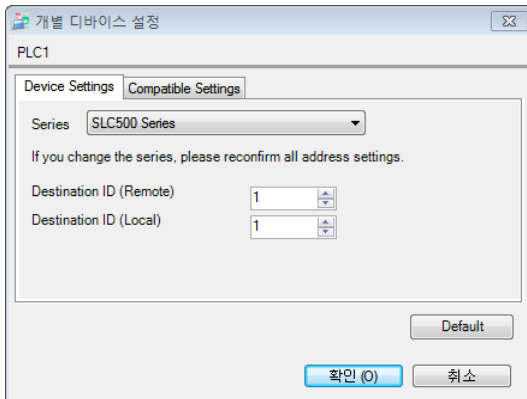 개별 디바이스 설정
PLC1
Device Settings Compatible Settings
Series SLC500 Series
If you change the series, please reconfirm all address settings.
Destination ID (Remote) 1
Destination ID (Local) 1
Default
확인 (O) 취소